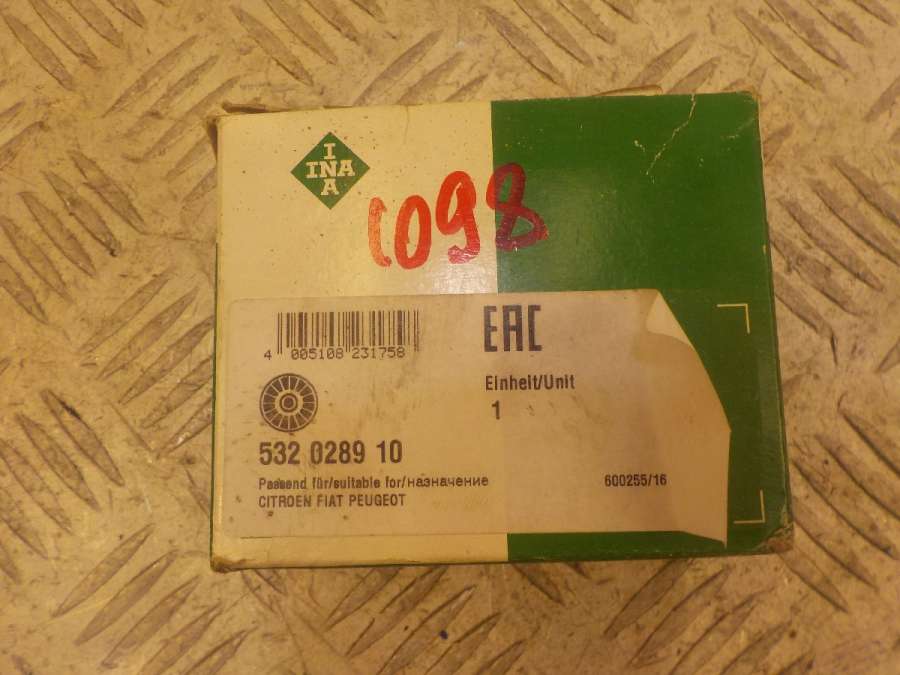 I
INA
A
1098
EAC
4 005108 231758
Einheit/Unit
1
532 0289 10
Passend für/suitable for/назначение
CITROEN FIAT PEUGEOT
600255/16